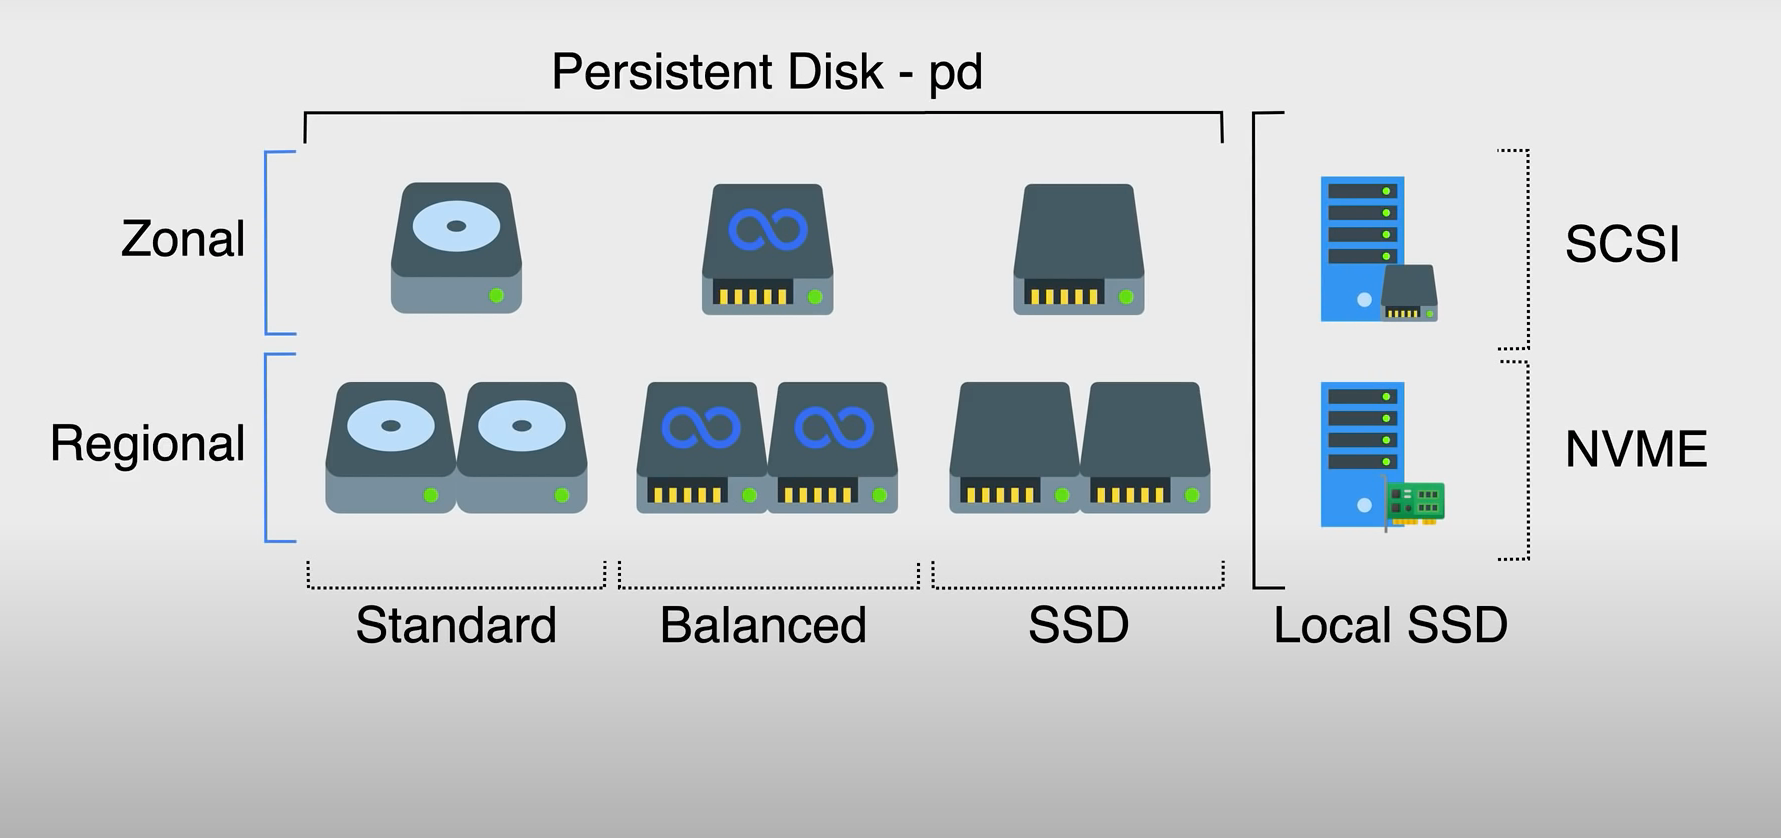 Persistent Disk - pd
Zonal
SCSI
Regional
NVME
Standard
Balanced
SSD
Local SSD